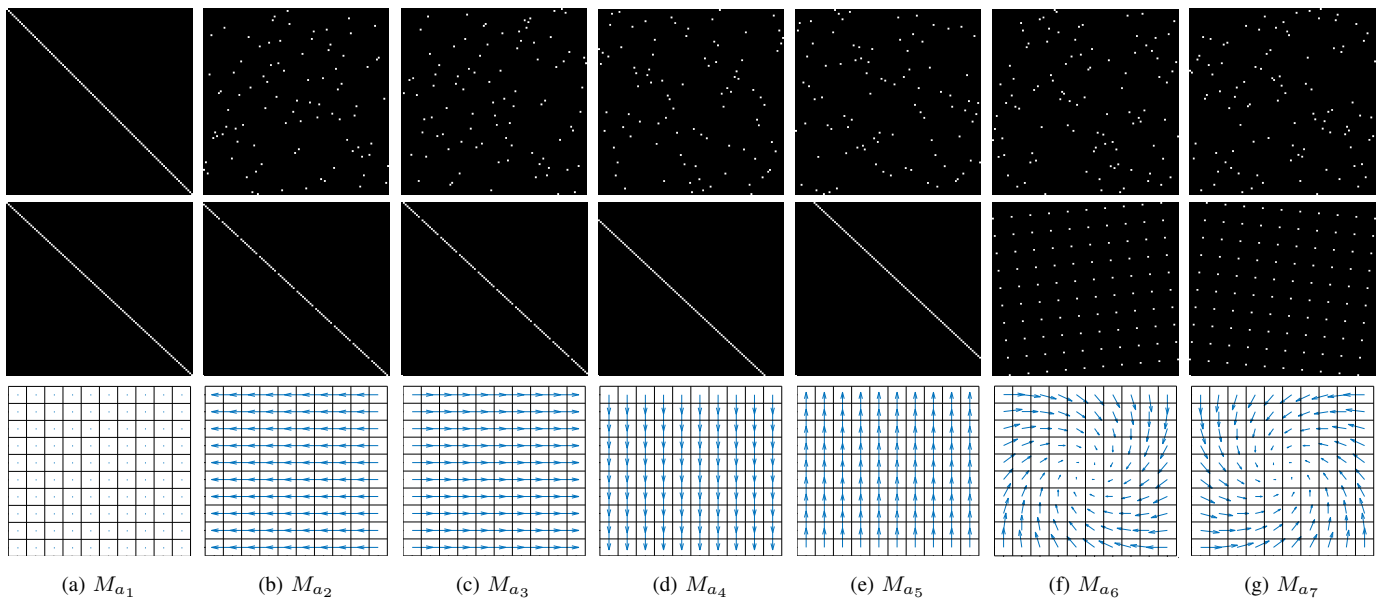 (a) M_{a_1}
(b) M_{a_2}
(c) M_{a_3}
(d) M_{a_4}
(e) M_{a_5}
(f) M_{a_6}
(g) M_{a_7}